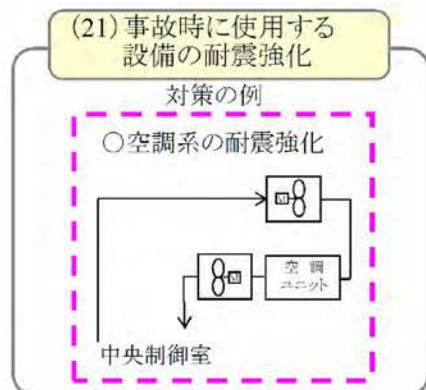 (21)事故時に使用する
設備の耐震強化
対策の例
○空調系の耐震強化
M
M
空 調
ユニット
中央制御室